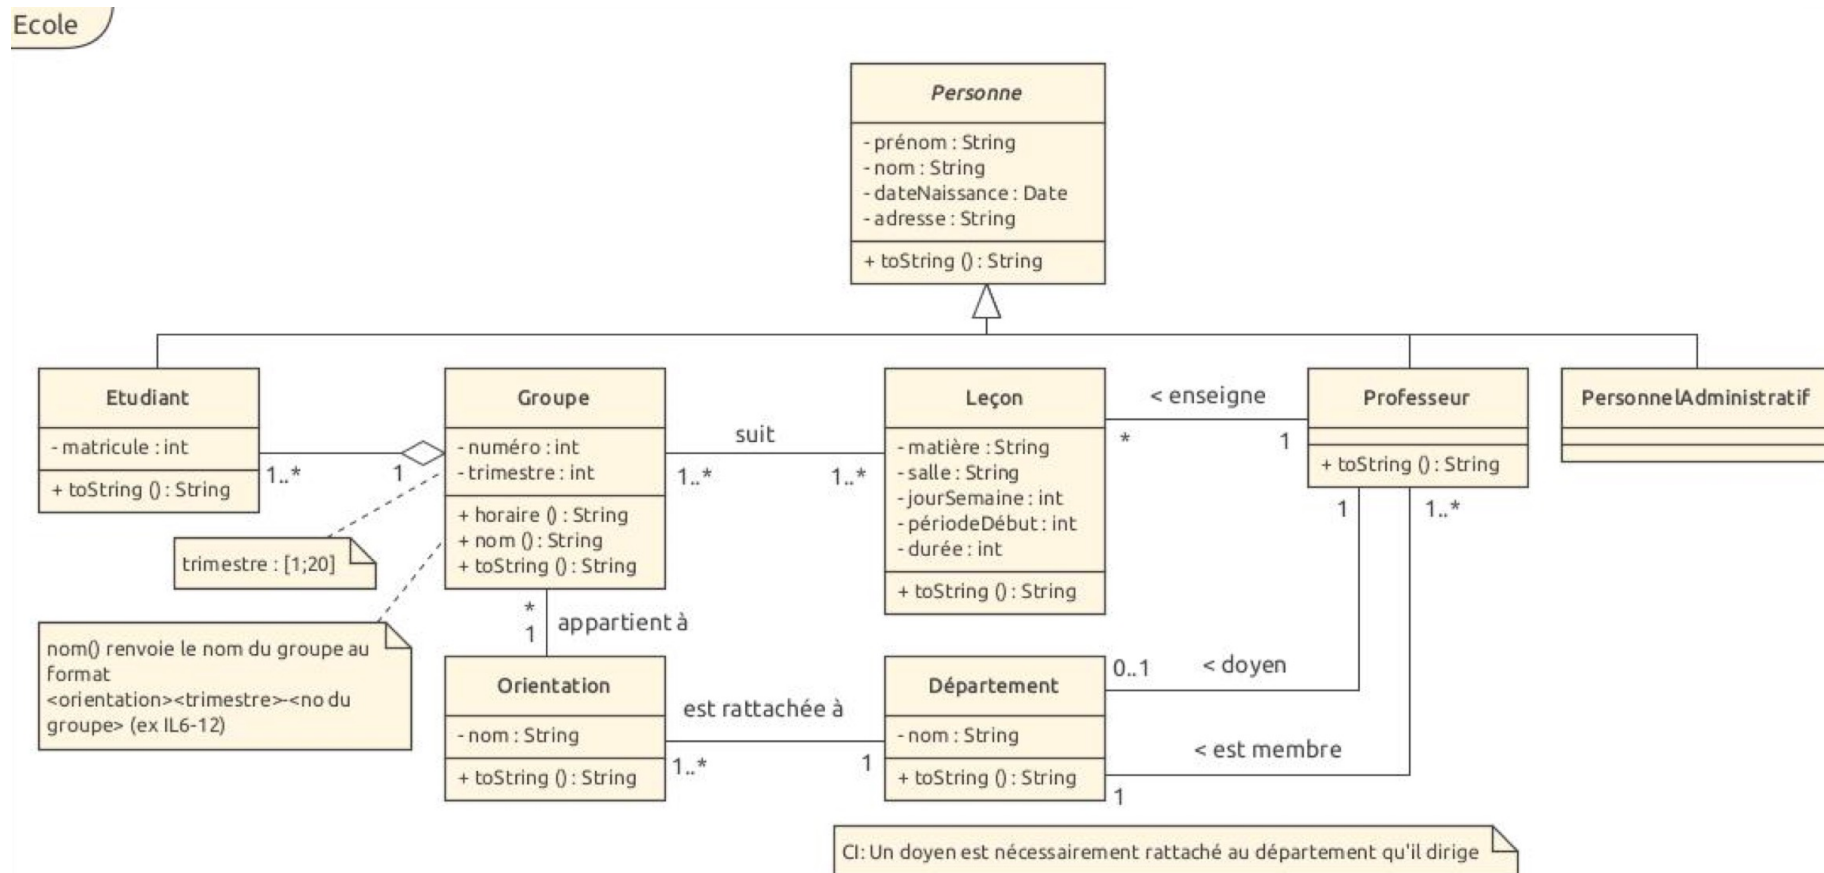 Ecole
Personne
- prénom : String
- nom : String
- dateNaissance : Date
- adresse : String
+ toString () : String
Etudiant
- matricule : int
+ toString () : String
1..*
1
Groupe
- numéro : int
- trimestre : int
+ horaire () : String
+ nom () : String
+ toString () : String
suit
1..*
1..*
Leçon
- matière : String
- salle : String
- jourSemaine : int
- périodeDébut : int
- durée : int
+ toString () : String
< enseigne
*
1
Professeur
+ toString () : String
PersonnelAdministratif
1
1..*
trimestre : [1;20]
nom() renvoie le nom du groupe au
format
<orientation><trimestre>-<no du
groupe> (ex IL6-12)
*
1
appartient à
Orientation
- nom : String
+ toString () : String
est rattachée à
1..*
1
Département
- nom : String
+ toString () : String
0..1
< doyen
< est membre
1
CI: Un doyen est nécessairement rattaché au département qu'il dirige